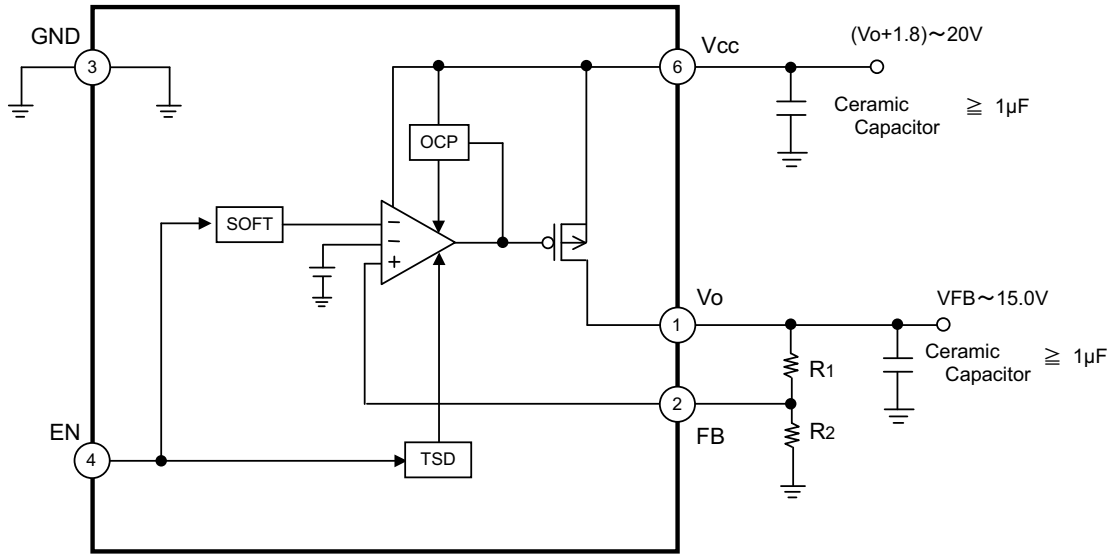 GND
3
Vcc
6
(Vo+1.8)~20V
Ceramic
Capacitor
≧ 1μF
OCP
SOFT
−
−
+
Vo
1
VFB~15.0V
Ceramic
Capacitor
≧ 1μF
R1
2
FB
R2
EN
4
TSD